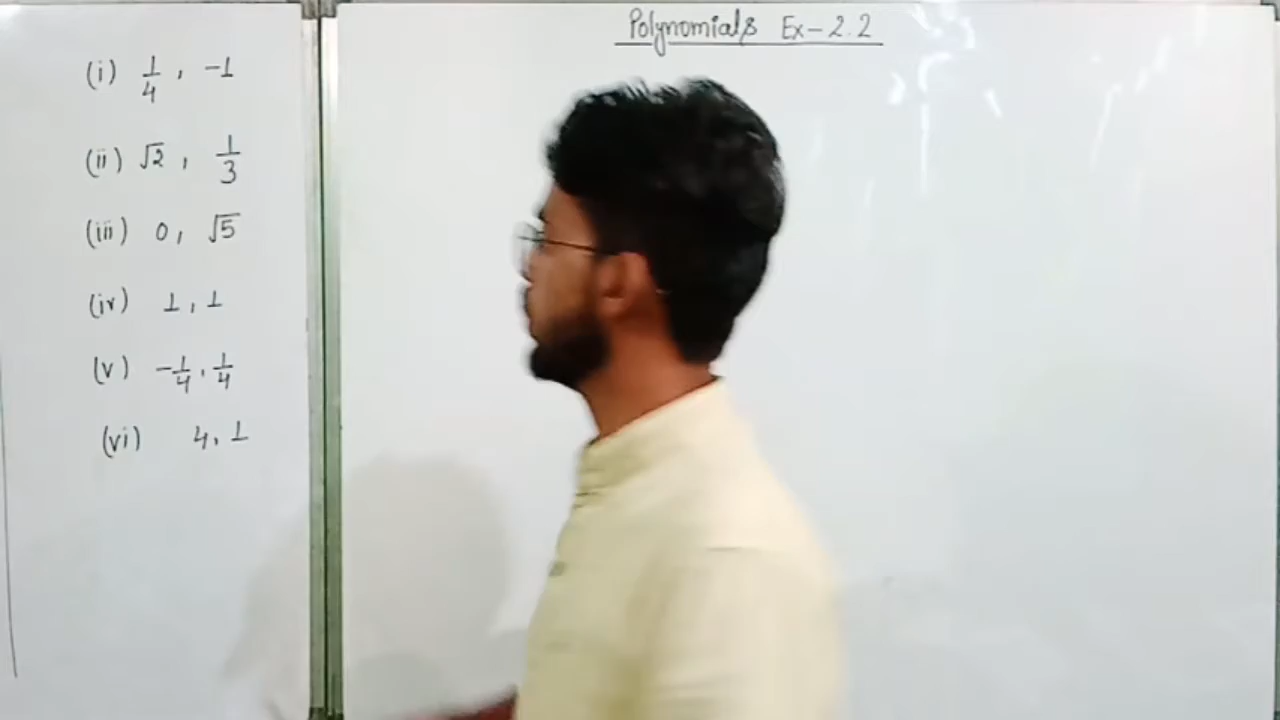 Polynomials Ex-2.2
(i) 1/4, -1
(ii) √2, 1/3
(iii) 0, √5
(iv) 1, 1
(v) -1/4, 1/4
(vi) 4, 1